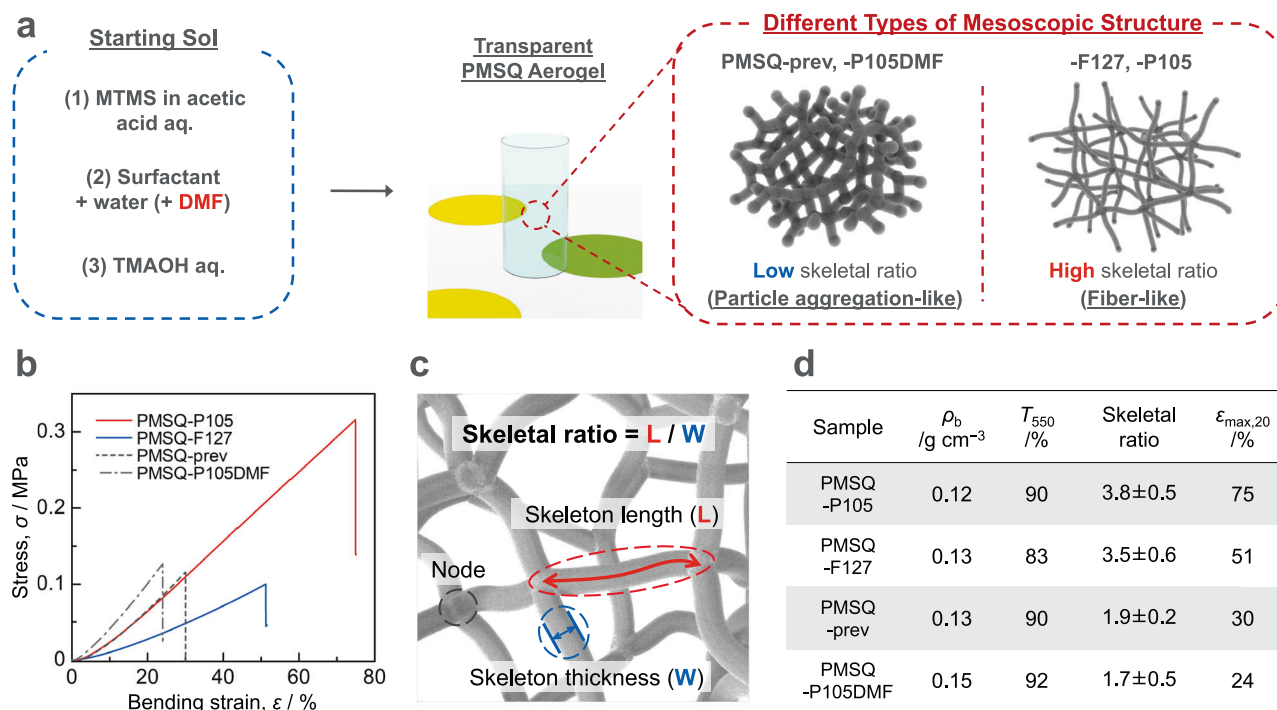 a
Starting Sol
(1) MTMS in acetic
acid aq.
(2) Surfactant
+ water (+ DMF)
(3) TMAOH aq.
Transparent
PMSQ Aerogel
Different Types of Mesoscopic Structure
PMSQ-prev, -P105DMF
-F127, -P105
Low skeletal ratio
(Particle aggregation-like)
High skeletal ratio
(Fiber-like)
b
PMSQ-P105
PMSQ-F127
PMSQ-prev
PMSQ-P105DMF
Stress, σ / MPa
0.3
0.2
0.1
0
0 20 40 60 80
Bending strain, ε / %
c
Skeletal ratio = L / W
Skeleton length (L)
Node
Skeleton thickness (W)
d
Sample ρb /g cm⁻³ T550 /% Skeletal ratio εmax,20 /%
PMSQ -P105 0.12 90 3.8±0.5 75
PMSQ -F127 0.13 83 3.5±0.6 51
PMSQ -prev 0.13 90 1.9±0.2 30
PMSQ -P105DMF 0.15 92 1.7±0.5 24